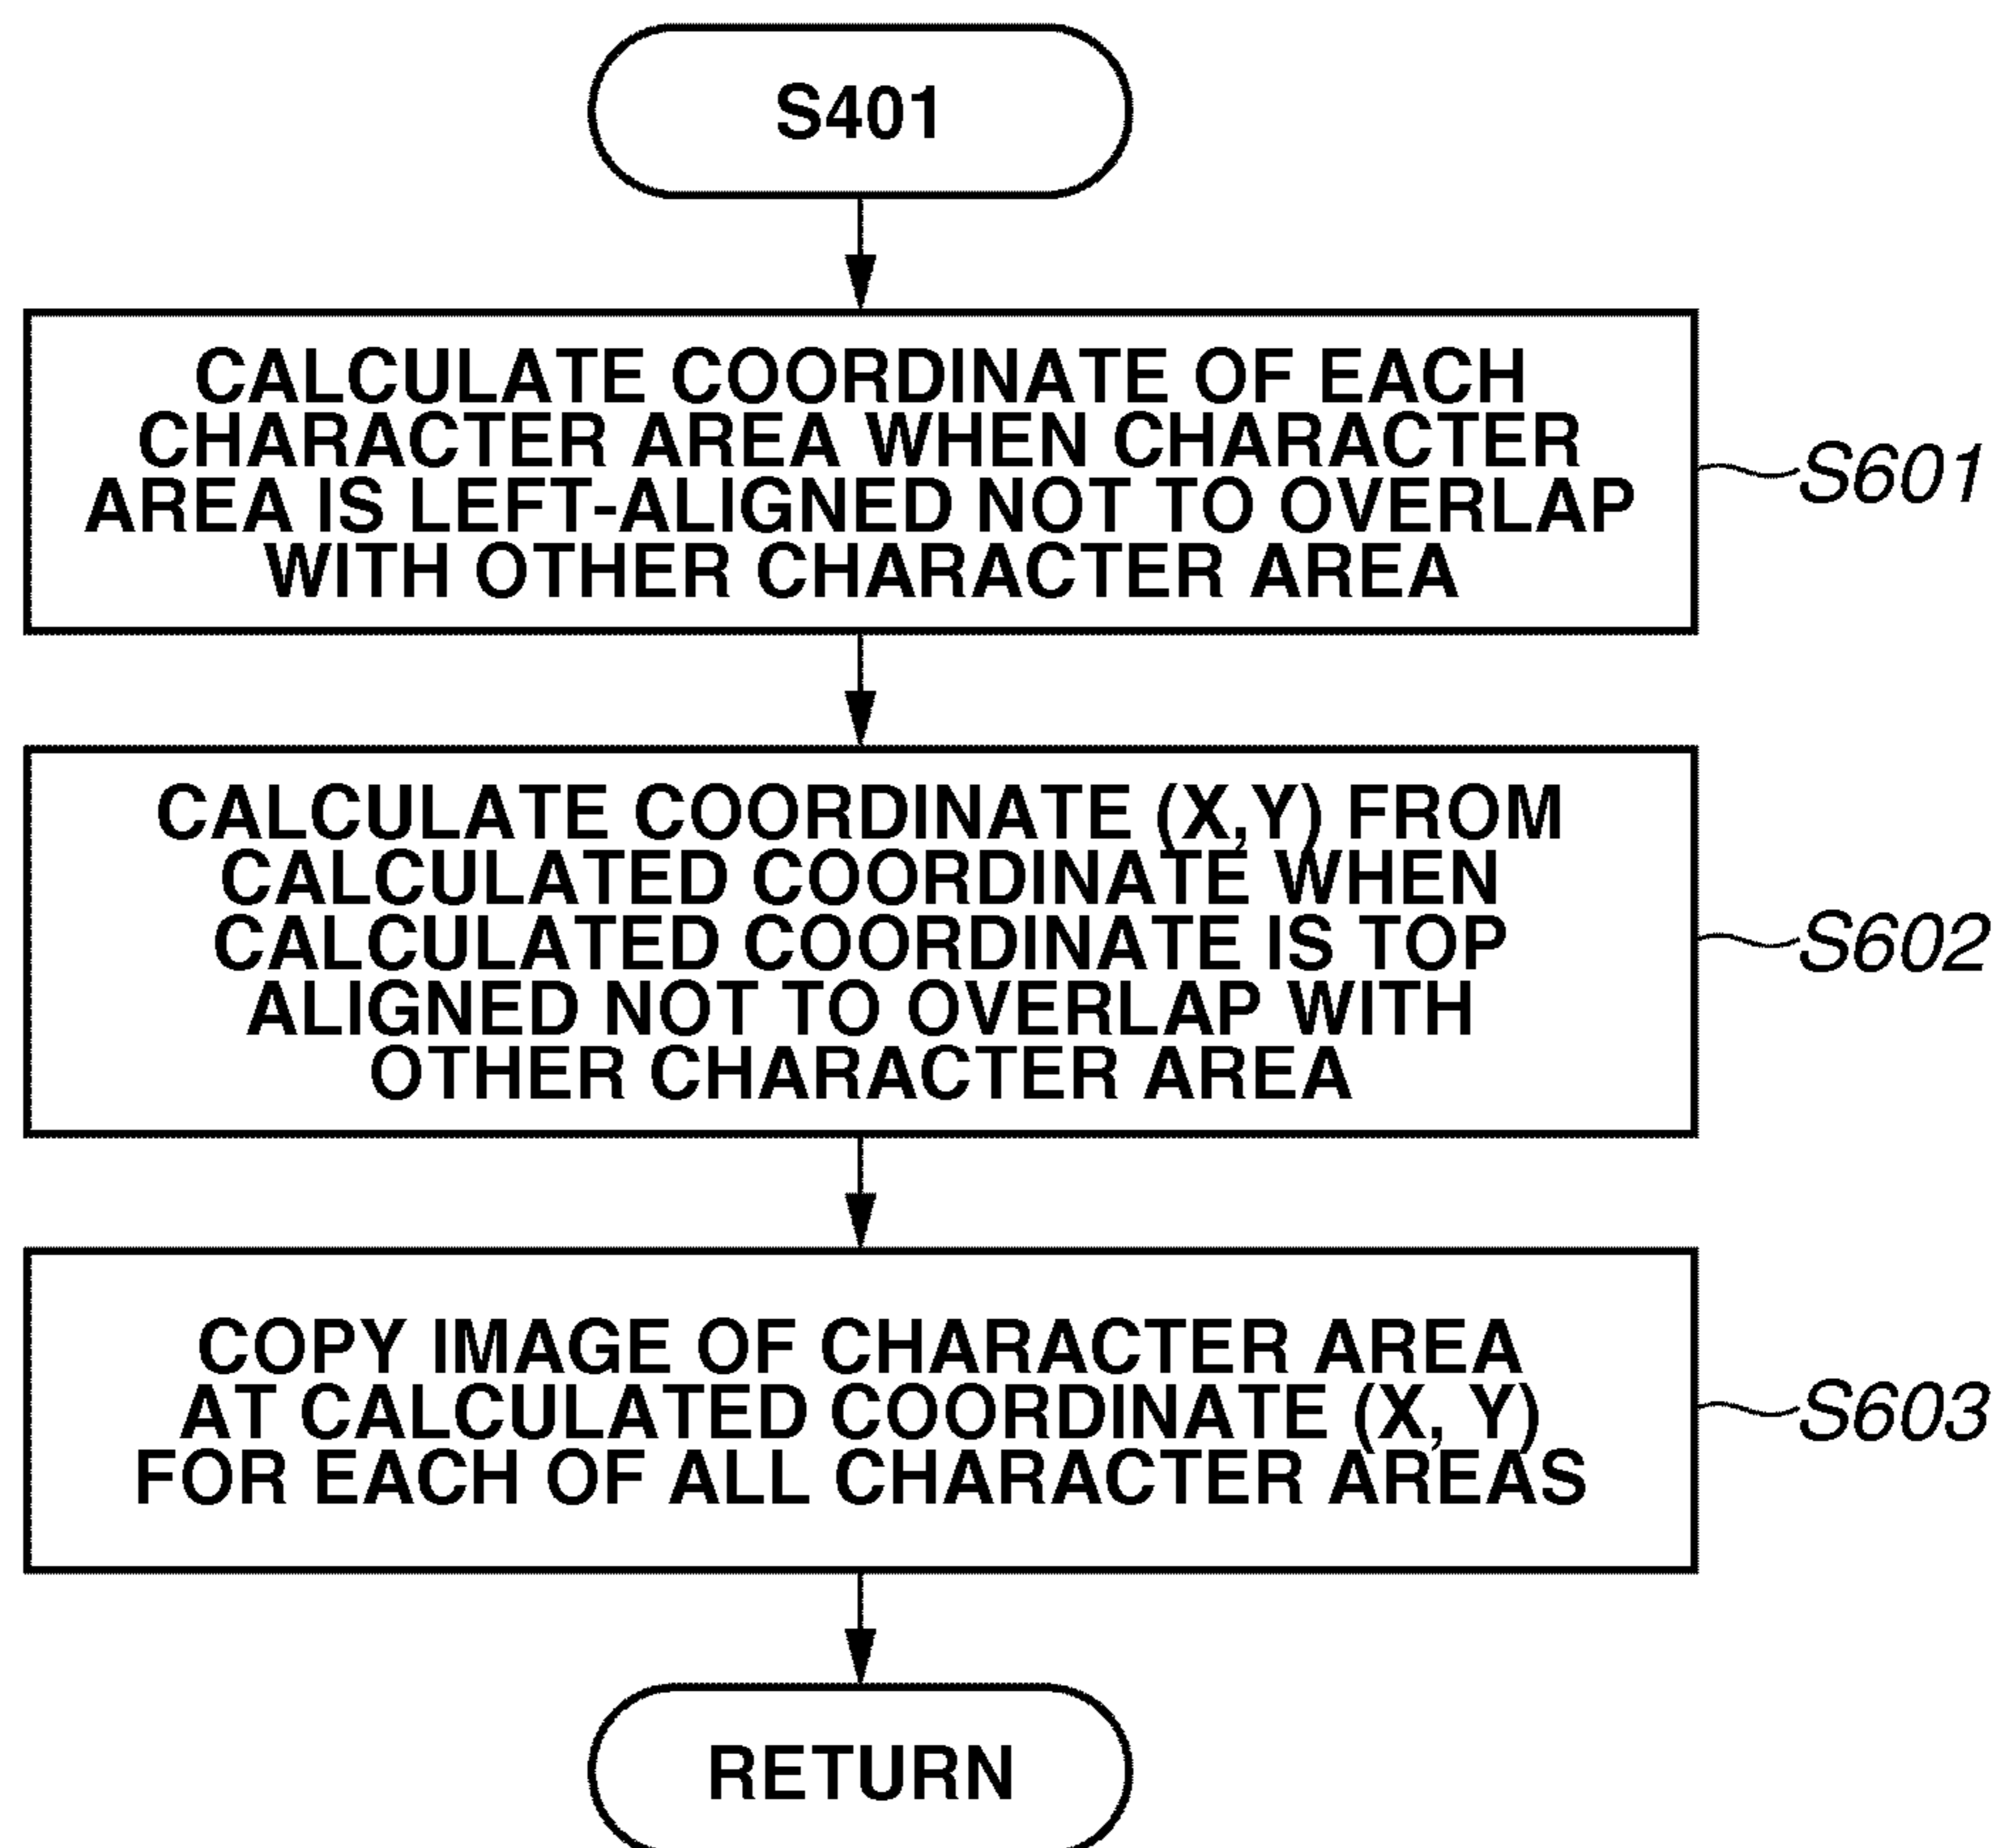 S401
CALCULATE COORDINATE OF EACH
CHARACTER AREA WHEN CHARACTER
AREA IS LEFT-ALIGNED NOT TO OVERLAP
WITH OTHER CHARACTER AREA
S601
CALCULATE COORDINATE (X,Y) FROM
CALCULATED COORDINATE WHEN
CALCULATED COORDINATE IS TOP
ALIGNED NOT TO OVERLAP WITH
OTHER CHARACTER AREA
S602
COPY IMAGE OF CHARACTER AREA
AT CALCULATED COORDINATE (X, Y)
FOR EACH OF ALL CHARACTER AREAS
S603
RETURN